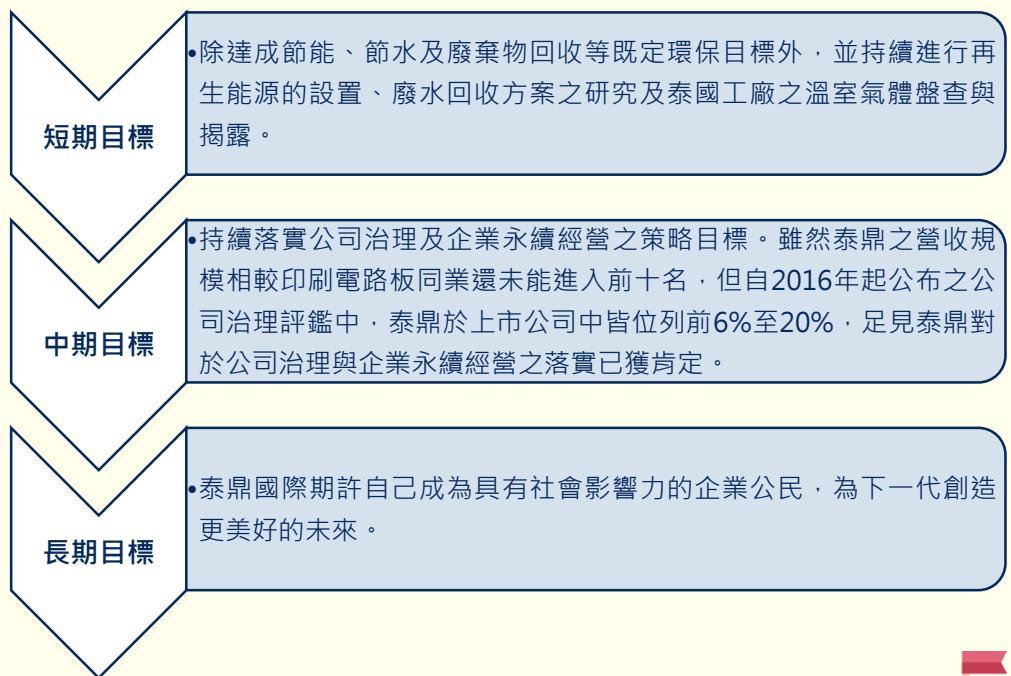 短期目標
•除達成節能、節水及廢棄物回收等既定環保目標外，並持續進行再
生能源的設置、廢水回收方案之研究及泰國工廠之溫室氣體盤查與
揭露。
中期目標
•持續落實公司治理及企業永續經營之策略目標。雖然泰鼎之營收規
模相較印刷電路板同業還未能進入前十名，但自2016年起公布之公
司治理評鑑中，泰鼎於上市公司中皆位列前6%至20%，足見泰鼎對
於公司治理與企業永續經營之落實已獲肯定。
長期目標
•泰鼎國際期許自己成為具有社會影響力的企業公民，為下一代創造
更美好的未來。